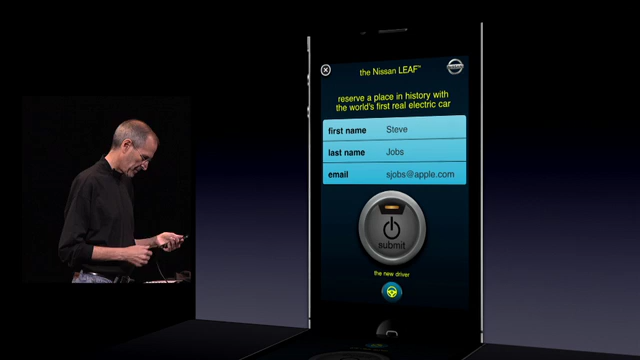 the Nissan LEAF™
NISSAN
reserve a place in history with
the world's first real electric car
first name Steve
last name Jobs
email sjobs@apple.com
submit
the new driver